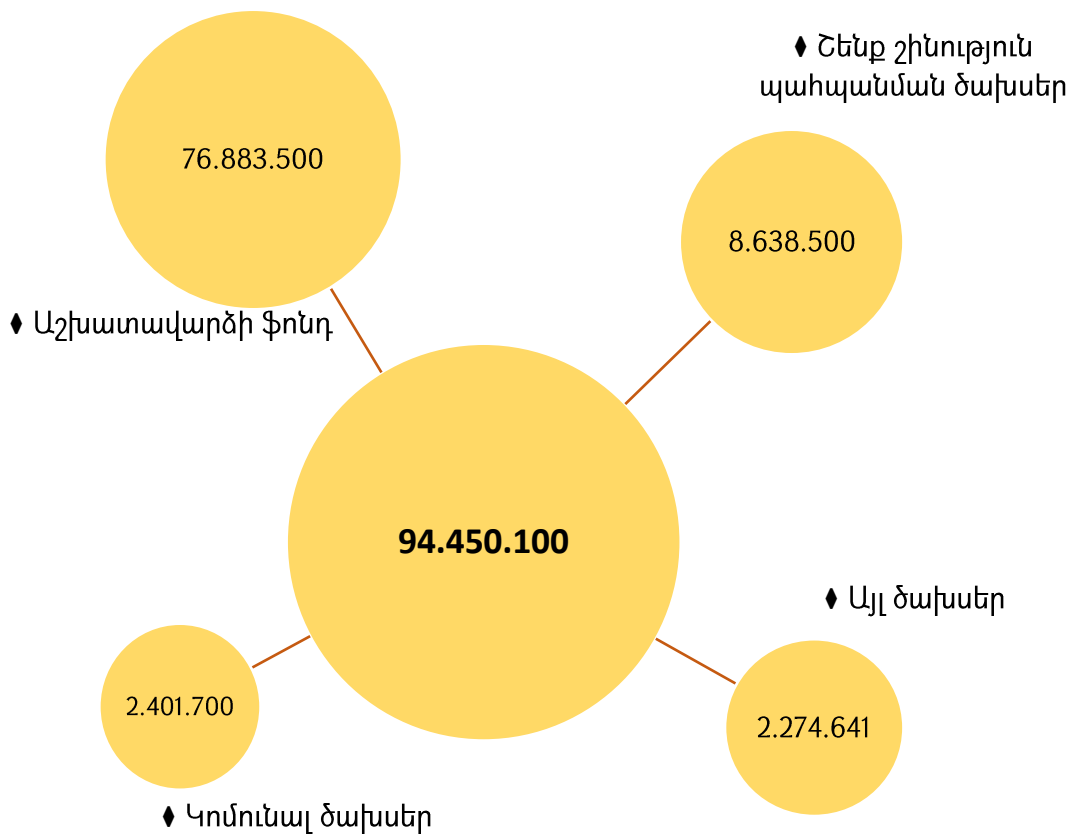 76.883.500
♦ Աշխատավարձի ֆոնդ
♦ Շենք շինություն
պահպանման ծախսեր
8.638.500
94.450.100
2.401.700
♦ Կոմունալ ծախսեր
♦ Այլ ծախսեր
2.274.641